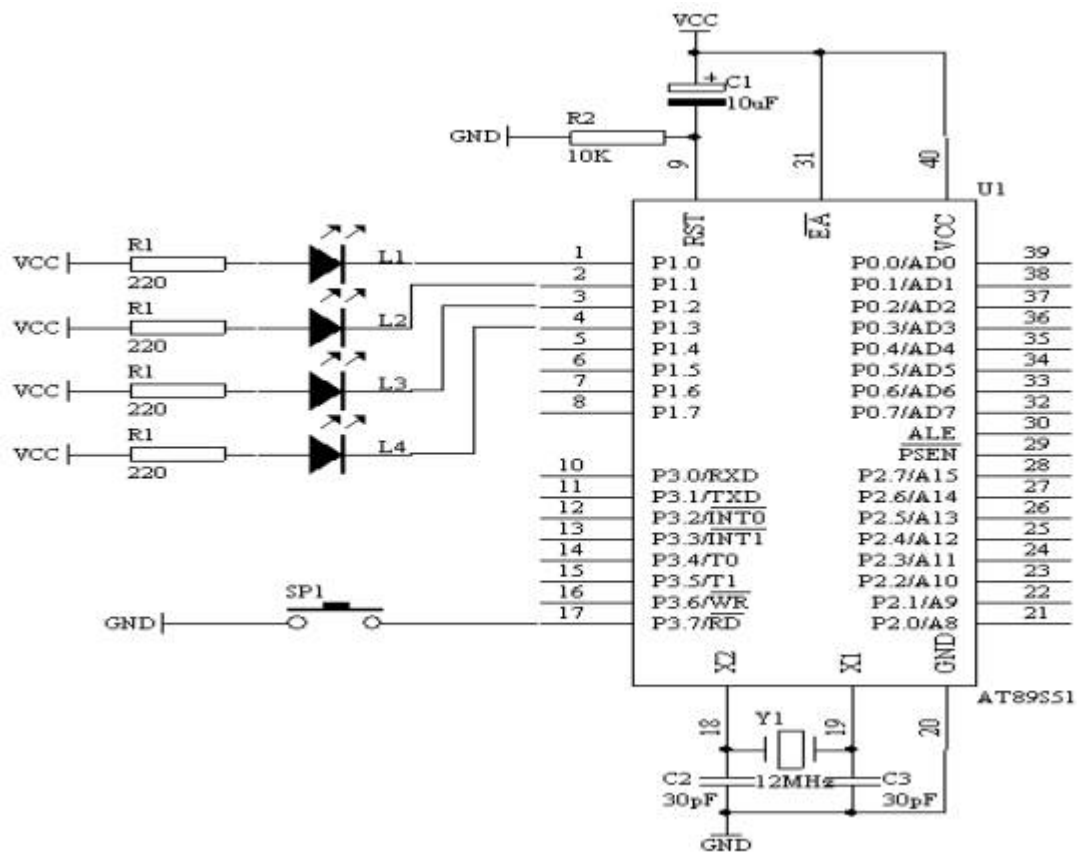 VCC
C1
10uF
R2
GND
10K
9
31
40
U1
RST
EA
VCC
R1
VCC
220
L1
1
P1.0
P0.0/AD0
39
2
P1.1
P0.1/AD1
38
R1
VCC
220
L2
3
P1.2
P0.2/AD2
37
4
P1.3
P0.3/AD3
36
5
P1.4
P0.4/AD4
35
R1
VCC
220
L3
6
P1.5
P0.5/AD5
34
7
P1.6
P0.6/AD6
33
8
P1.7
P0.7/AD7
32
R1
VCC
220
L4
ALE
30
PSEN
29
10
P3.0/RXD
P2.7/A15
28
11
P3.1/TXD
P2.6/A14
27
12
P3.2/INT0
P2.5/A13
26
13
P3.3/INT1
P2.4/A12
25
14
P3.4/T0
P2.3/A11
24
15
P3.5/T1
P2.2/A10
23
16
P3.6/WR
P2.1/A9
22
SP1
GND
17
P3.7/RD
P2.0/A8
21
X2
X1
GND
AT89S51
18
Y1
19
20
C2
12MHz
C3
30pF
30pF
GND